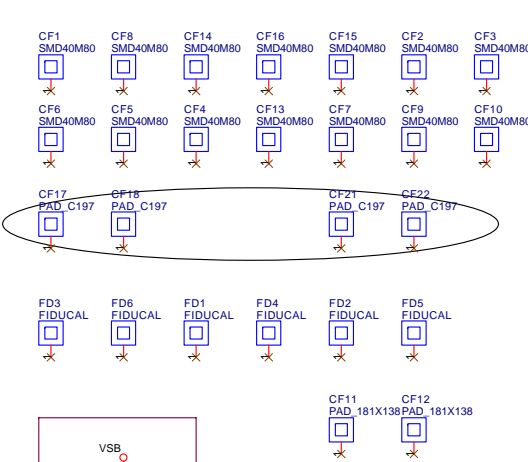 CF1 CF8 CF14 CF16 CF15 CF2 CF3
SMD40M80 SMD40M80 SMD40M80 SMD40M80 SMD40M80 SMD40M80 SMD40M80
CF6 CF5 CF4 CF13 CF7 CF9 CF10
SMD40M80 SMD40M80 SMD40M80 SMD40M80 SMD40M80 SMD40M80 SMD40M80
CF17 CF18 CF21 CF22
PAD_C197 PAD_C197 PAD_C197 PAD_C197
FD3 FD6 FD1 FD4 FD2 FD5
FIDUCAL FIDUCAL FIDUCAL FIDUCAL FIDUCAL FIDUCAL
CF11 CF12
PAD_181X138 PAD_181X138
VSB